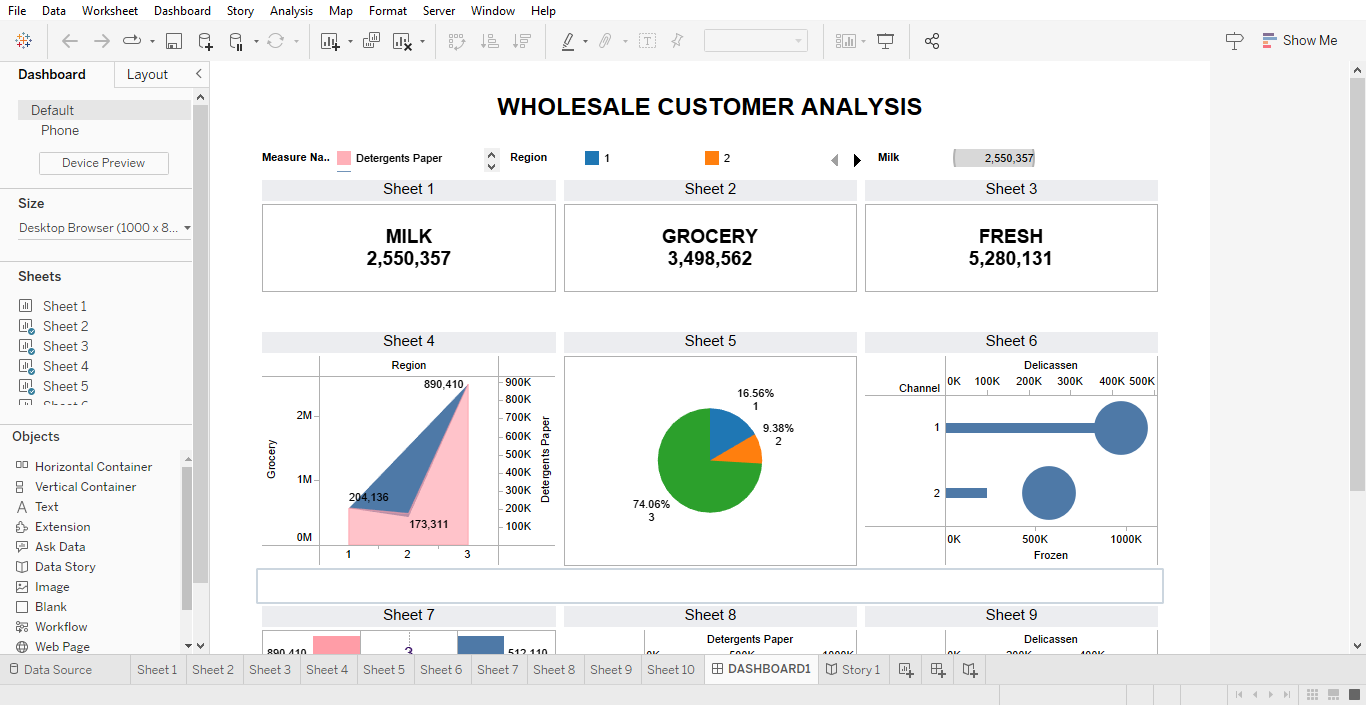 File Data Worksheet Dashboard Story Analysis Map Format Server Window Help
Show Me
Dashboard Layout
Default
Phone
Device Preview
Size
Desktop Browser (1000 x 8...
Sheets
Sheet 1
Sheet 2
Sheet 3
Sheet 4
Sheet 5
Objects
Horizontal Container
Vertical Container
Text
Extension
Ask Data
Data Story
Image
Blank
Workflow
Web Page
WHOLESALE CUSTOMER ANALYSIS
Measure Na.. Detergents Paper Region 1 2 Milk 2,550,357
Sheet 1 Sheet 2 Sheet 3
MILK
2,550,357
GROCERY
3,498,562
FRESH
5,280,131
Sheet 4
Region
Grocery
2M
1M
0M
890,410
204,136
173,311
1 2 3
900K
800K
700K
600K
500K
400K
300K
200K
100K
Detergents Paper
Sheet 5
16.56%
1
9.38%
2
74.06%
3
Sheet 6
Delicassen
Channel 0K 100K 200K 300K 400K 500K
1
2
0K 500K 1000K
Frozen
Sheet 7 Sheet 8 Sheet 9
890,410 3 512,110
Detergents Paper
0K 500K 1000K
Delicassen
0K 200K 400K
Data Source Sheet 1 Sheet 2 Sheet 3 Sheet 4 Sheet 5 Sheet 6 Sheet 7 Sheet 8 Sheet 9 Sheet 10 DASHBOARD1 Story 1